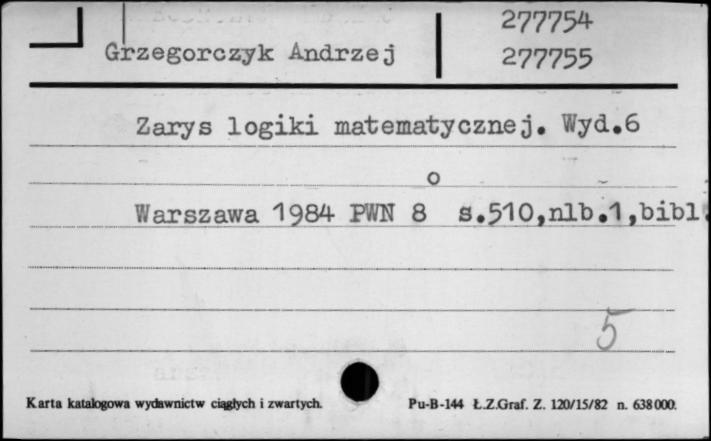 277754
Grzegorczyk Andrzej
277755
Zarys logiki matematycznej. Wyd.6
Warszawa 1984 PWN 8° s.510,nlb.1,bibl.
5
Karta katalogowa wydawnictw ciągłych i zwartych.
Pu-B-144 Ł.Z.Graf. Z. 120/15/82 n. 638000.